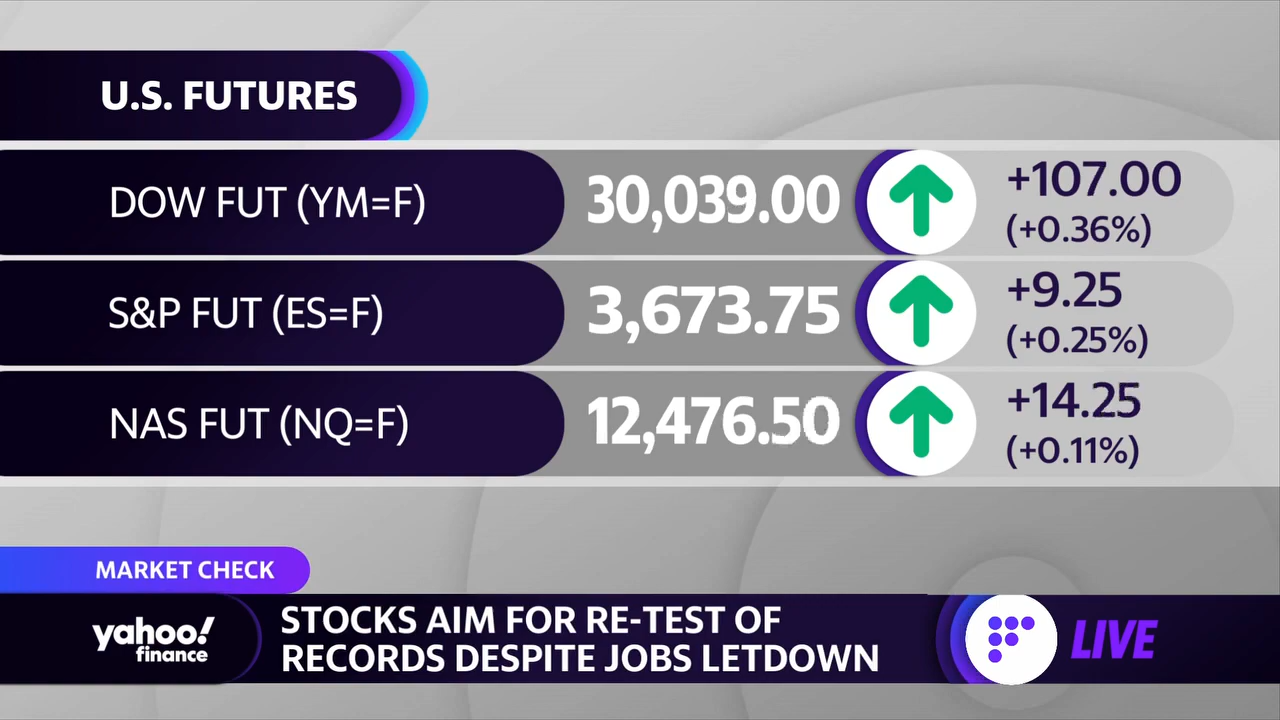 U.S. FUTURES
DOW FUT (YM=F) 30,039.00 +107.00
(+0.36%)
S&P FUT (ES=F) 3,673.75 +9.25
(+0.25%)
NAS FUT (NQ=F) 12,476.50 +14.25
(+0.11%)
MARKET CHECK
yahoo!
finance
STOCKS AIM FOR RE-TEST OF
RECORDS DESPITE JOBS LETDOWN
LIVE